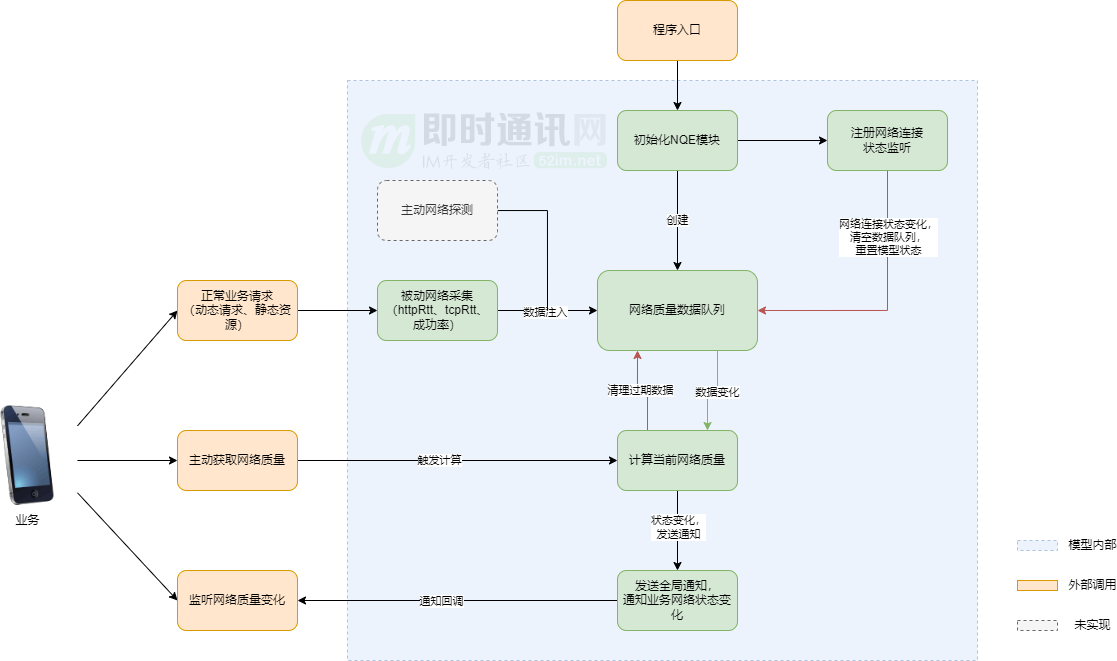 程序入口
即时通讯网
IM开发者社区 52im.net
初始化NQE模块
注册网络连接
状态监听
主动网络探测
创建
网络连接状态变化，
清空数据队列，
重置模型状态
正常业务请求
（动态请求、静态资
源）
被动网络采集
（httpRtt、tcpRtt、
成功率）
数据注入
网络质量数据队列
清理过期数据
数据变化
主动获取网络质量
触发计算
计算当前网络质量
业务
状态变化，
发送通知
监听网络质量变化
通知回调
发送全局通知，
通知业务网络状态变
化
模型内部
外部调用
未实现